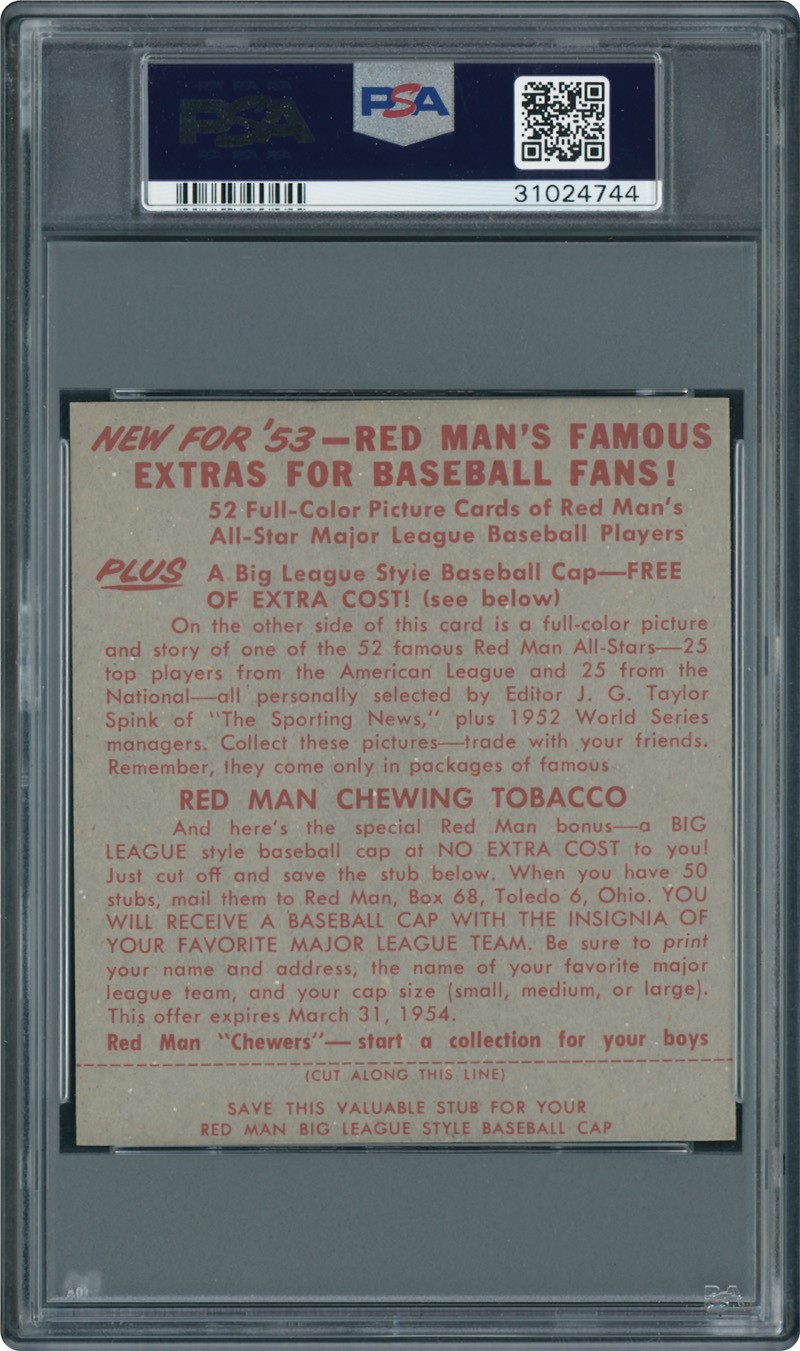 PSA
PSA
31024744
NEW FOR '53—RED MAN'S FAMOUS
EXTRAS FOR BASEBALL FANS!
52 Full-Color Picture Cards of Red Man's
All-Star Major League Baseball Players
PLUS A Big League Style Baseball Cap—FREE
OF EXTRA COST! (see below)
On the other side of this card is a full-color picture
and story of one of the 52 famous Red Man All-Stars—25
top players from the American League and 25 from the
National—all personally selected by Editor J. G. Taylor
Spink of "The Sporting News," plus 1952 World Series
managers. Collect these pictures—trade with your friends.
Remember, they come only in packages of famous
RED MAN CHEWING TOBACCO
And here's the special Red Man bonus—a BIG
LEAGUE style baseball cap at NO EXTRA COST to you!
Just cut off and save the stub below. When you have 50
stubs, mail them to Red Man, Box 68, Toledo 6, Ohio. YOU
WILL RECEIVE A BASEBALL CAP WITH THE INSIGNIA OF
YOUR FAVORITE MAJOR LEAGUE TEAM. Be sure to print
your name and address, the name of your favorite major
league team, and your cap size (small, medium, or large).
This offer expires March 31, 1954.
Red Man "Chewers"—start a collection for your boys
(CUT ALONG THIS LINE)
SAVE THIS VALUABLE STUB FOR YOUR
RED MAN BIG LEAGUE STYLE BASEBALL CAP